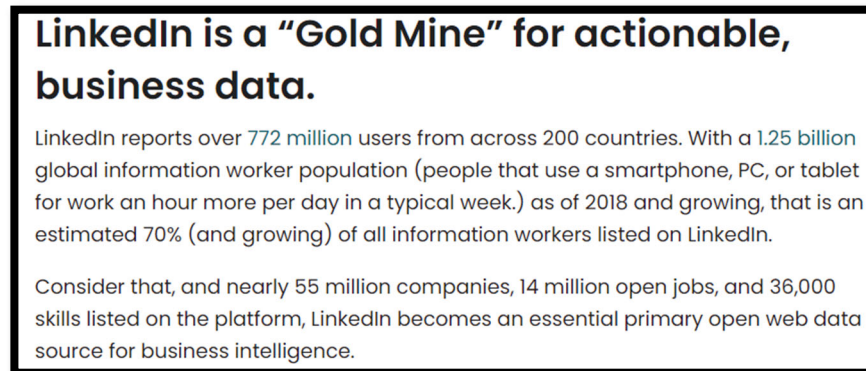 LinkedIn is a “Gold Mine” for actionable,
business data.
LinkedIn reports over 772 million users from across 200 countries. With a 1.25 billion
global information worker population (people that use a smartphone, PC, or tablet
for work an hour more per day in a typical week.) as of 2018 and growing, that is an
estimated 70% (and growing) of all information workers listed on LinkedIn.
Consider that, and nearly 55 million companies, 14 million open jobs, and 36,000
skills listed on the platform, LinkedIn becomes an essential primary open web data
source for business intelligence.